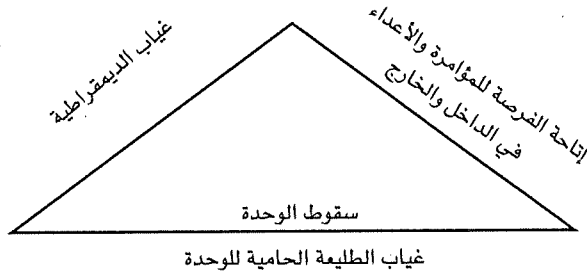 غياب الديمقراطية
إتاحة الفرصة للمؤامرة والأعداء
في الداخل والخارج
سقوط الوحدة
غياب الطليعة الحامية للوحدة